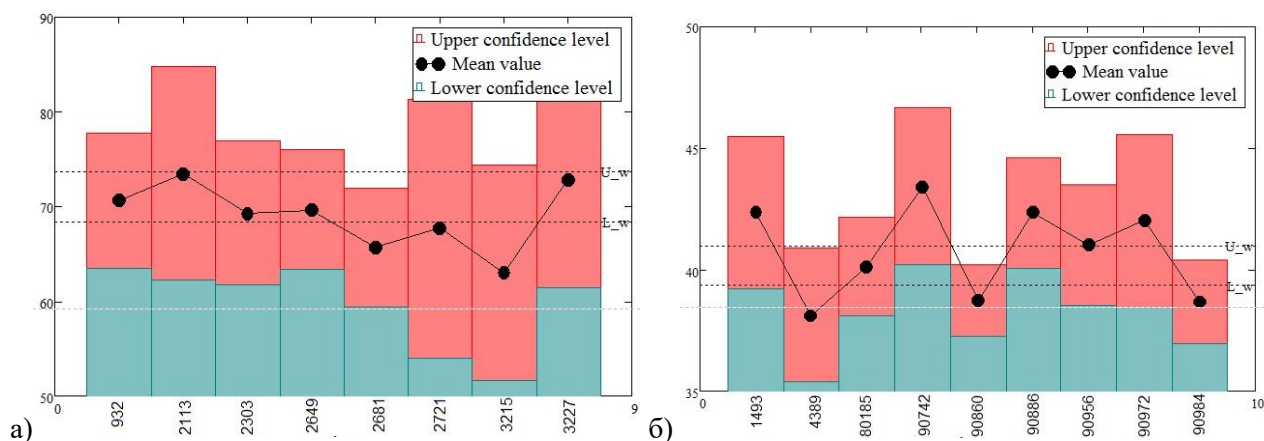 90
80
70
60
50
Upper confidence level
Mean value
Lower confidence level
U_w
L_w
0
932
2113
2303
2649
2681
2721
3215
3227
9
а)
50
45
40
35
Upper confidence level
Mean value
Lower confidence level
U_w
L_w
0
1493
4389
80185
90742
90860
90886
90956
90972
90984
10
б)